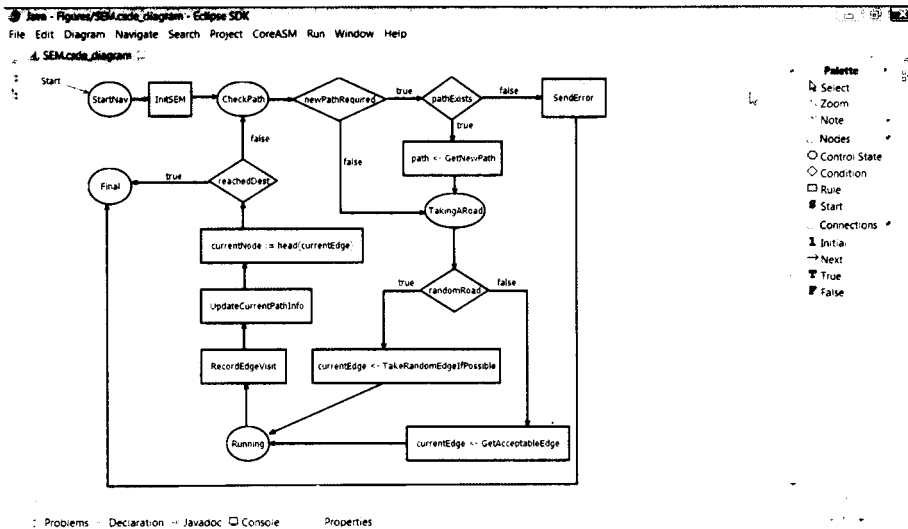 Java - Figures/SEM.csde_diagram - Eclipse SDK
File Edit Diagram Navigate Search Project CoreASM Run Window Help
SEM.csde_diagram
Start
StartNav
InitSEM
CheckPath
newPathRequired
true
pathExists
false
SendError
true
false
false
path <- GetNewPath
Final
true
reachedDest
TakingARoad
currentNode := head(currentEdge)
true
randomRoad
false
UpdateCurrentPathInfo
RecordEdgeVisit
currentEdge <- TakeRandomEdgeIfPossible
Running
currentEdge <- GetAcceptableEdge
Palette
Select
Zoom
Note
Nodes
Control State
Condition
Rule
Start
Connections
Initial
Next
True
False
Problems Declaration Javadoc Console Properties